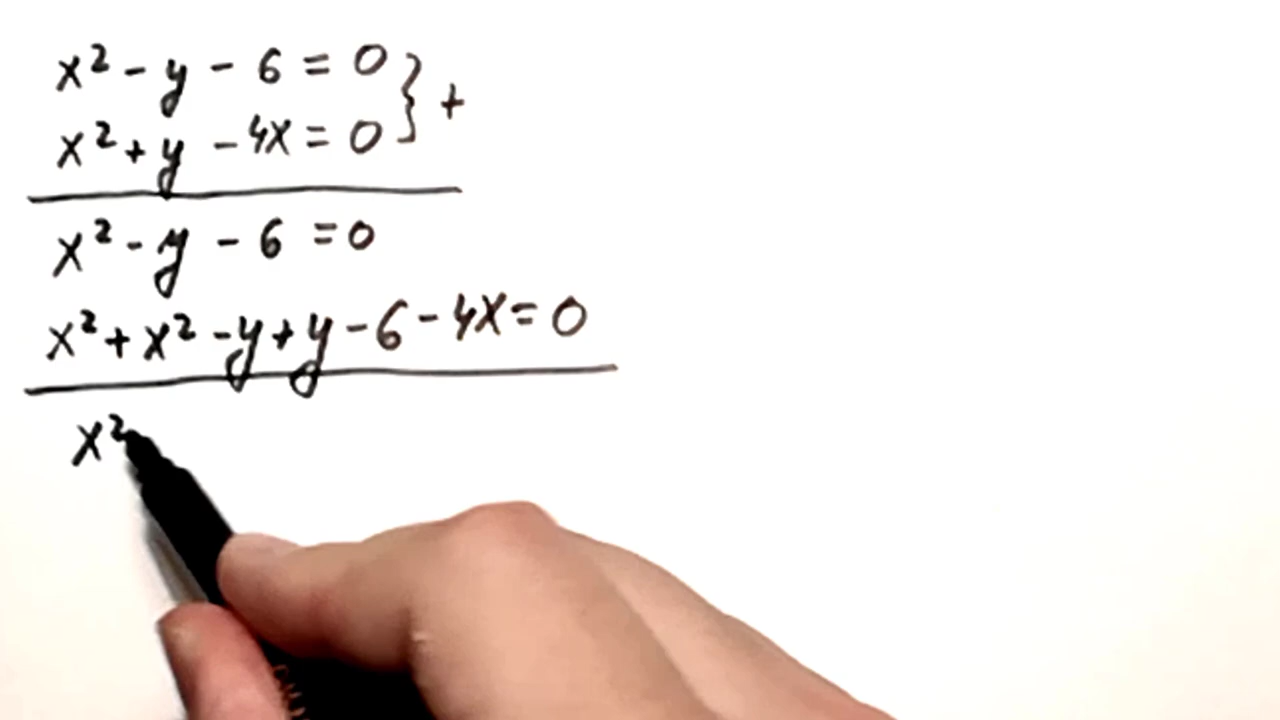 x² - y - 6 = 0 } +
x² + y - 4x = 0
x² - y - 6 = 0
x² + x² - y + y - 6 - 4x = 0
x²